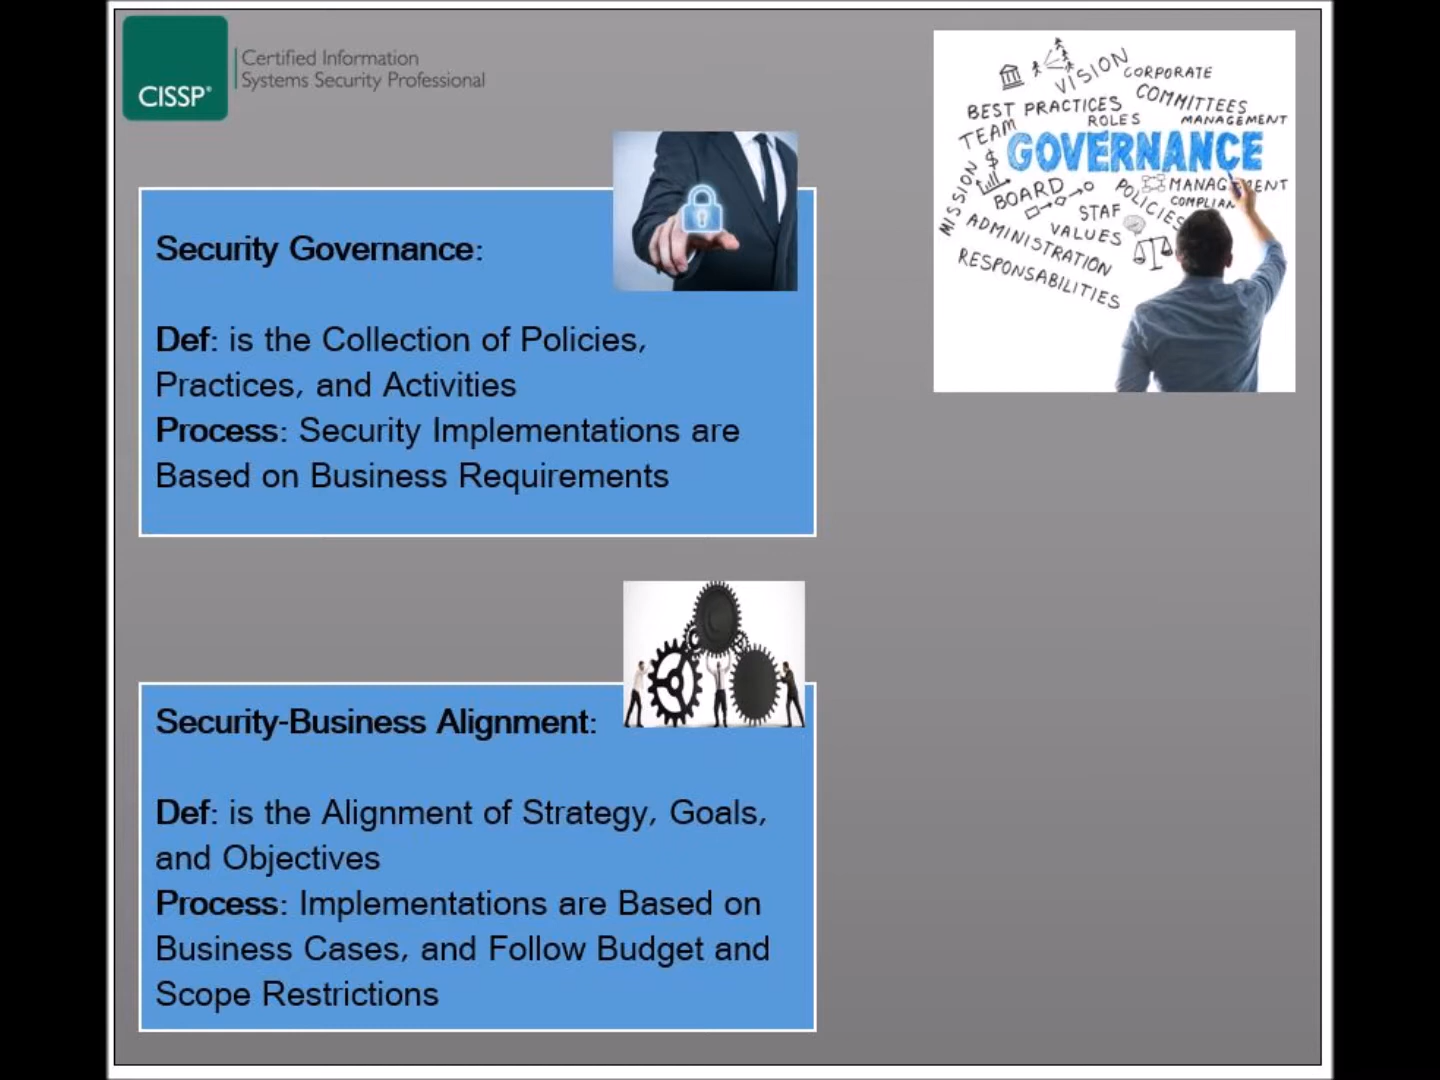 CISSP®
Certified Information
Systems Security Professional
Security Governance:
Def: is the Collection of Policies,
Practices, and Activities
Process: Security Implementations are
Based on Business Requirements
Security-Business Alignment:
Def: is the Alignment of Strategy, Goals,
and Objectives
Process: Implementations are Based on
Business Cases, and Follow Budget and
Scope Restrictions
VISION
CORPORATE
BEST PRACTICES
COMMITTEES
TEAM
ROLES
MANAGEMENT
GOVERNANCE
$
MISSION
BOARD
POLICIES
MANAGEMENT
STAF
COMPLIAN
VALUES
ADMINISTRATION
RESPONSABILITIES